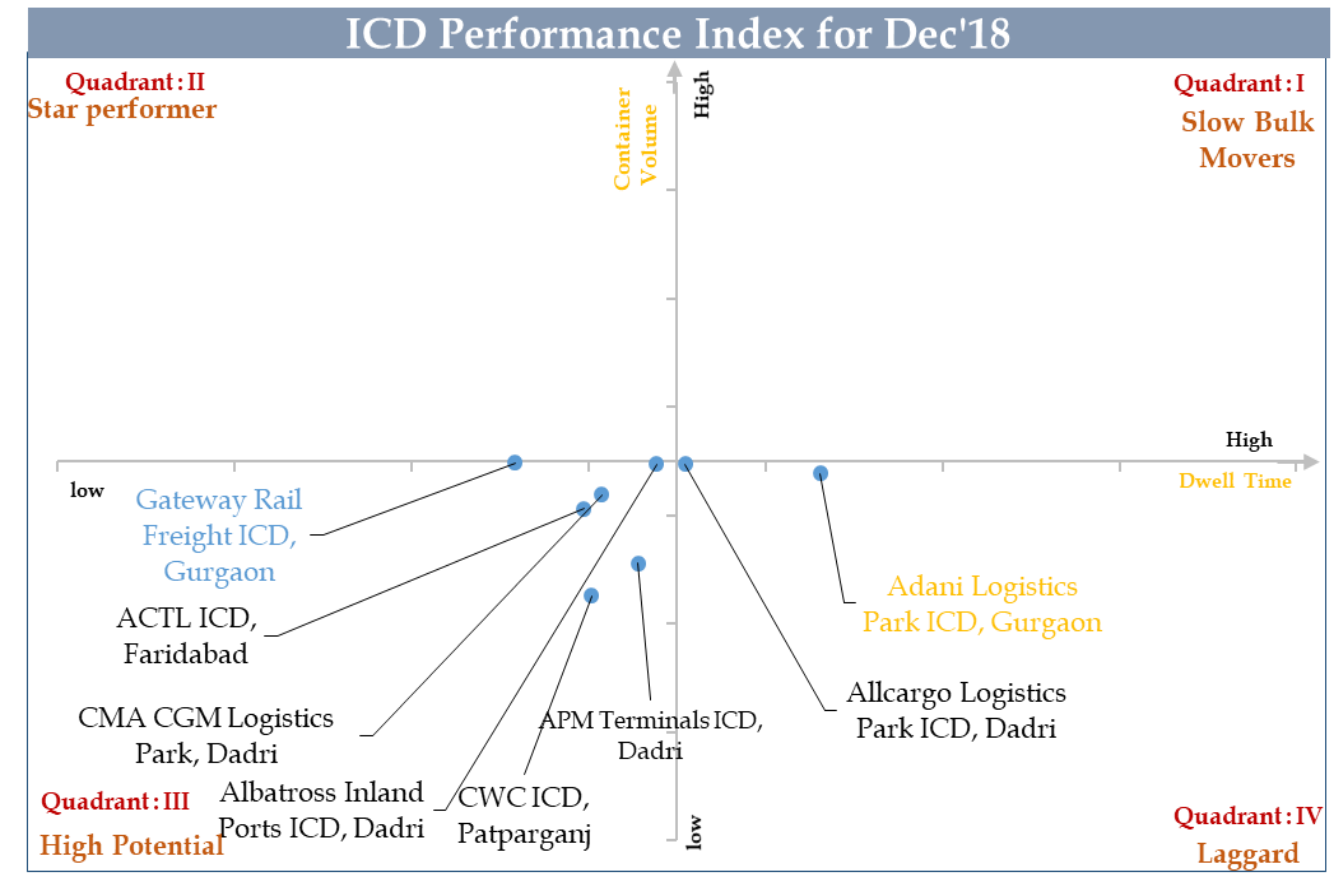 ICD Performance Index for Dec'18
Quadrant : II
Star performer
Container
Volume
High
Quadrant : I
Slow Bulk
Movers
High
low
Dwell Time
Gateway Rail
Freight ICD,
Gurgaon
ACTL ICD,
Faridabad
CMA CGM Logistics
Park, Dadri
Albatross Inland
Ports ICD, Dadri
CWC ICD,
Patparganj
APM Terminals ICD,
Dadri
Allcargo Logistics
Park ICD, Dadri
Adani Logistics
Park ICD, Gurgaon
Quadrant : III
High Potential
low
Quadrant : IV
Laggard